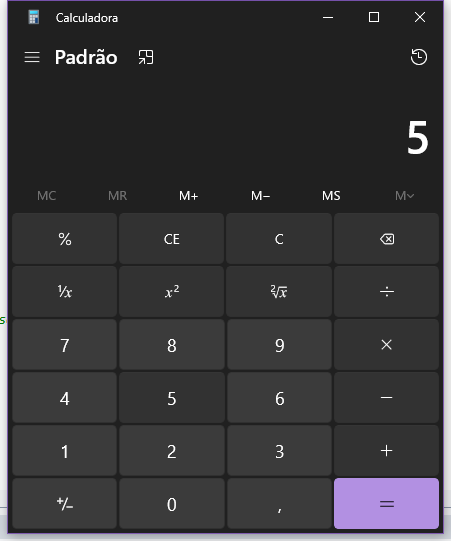 Calculadora
Padrão
5
MC MR M+ M− MS M
% CE C
⅟x x² ²√x ÷
7 8 9 ×
4 5 6 −
1 2 3 +
+/− 0 , =
s